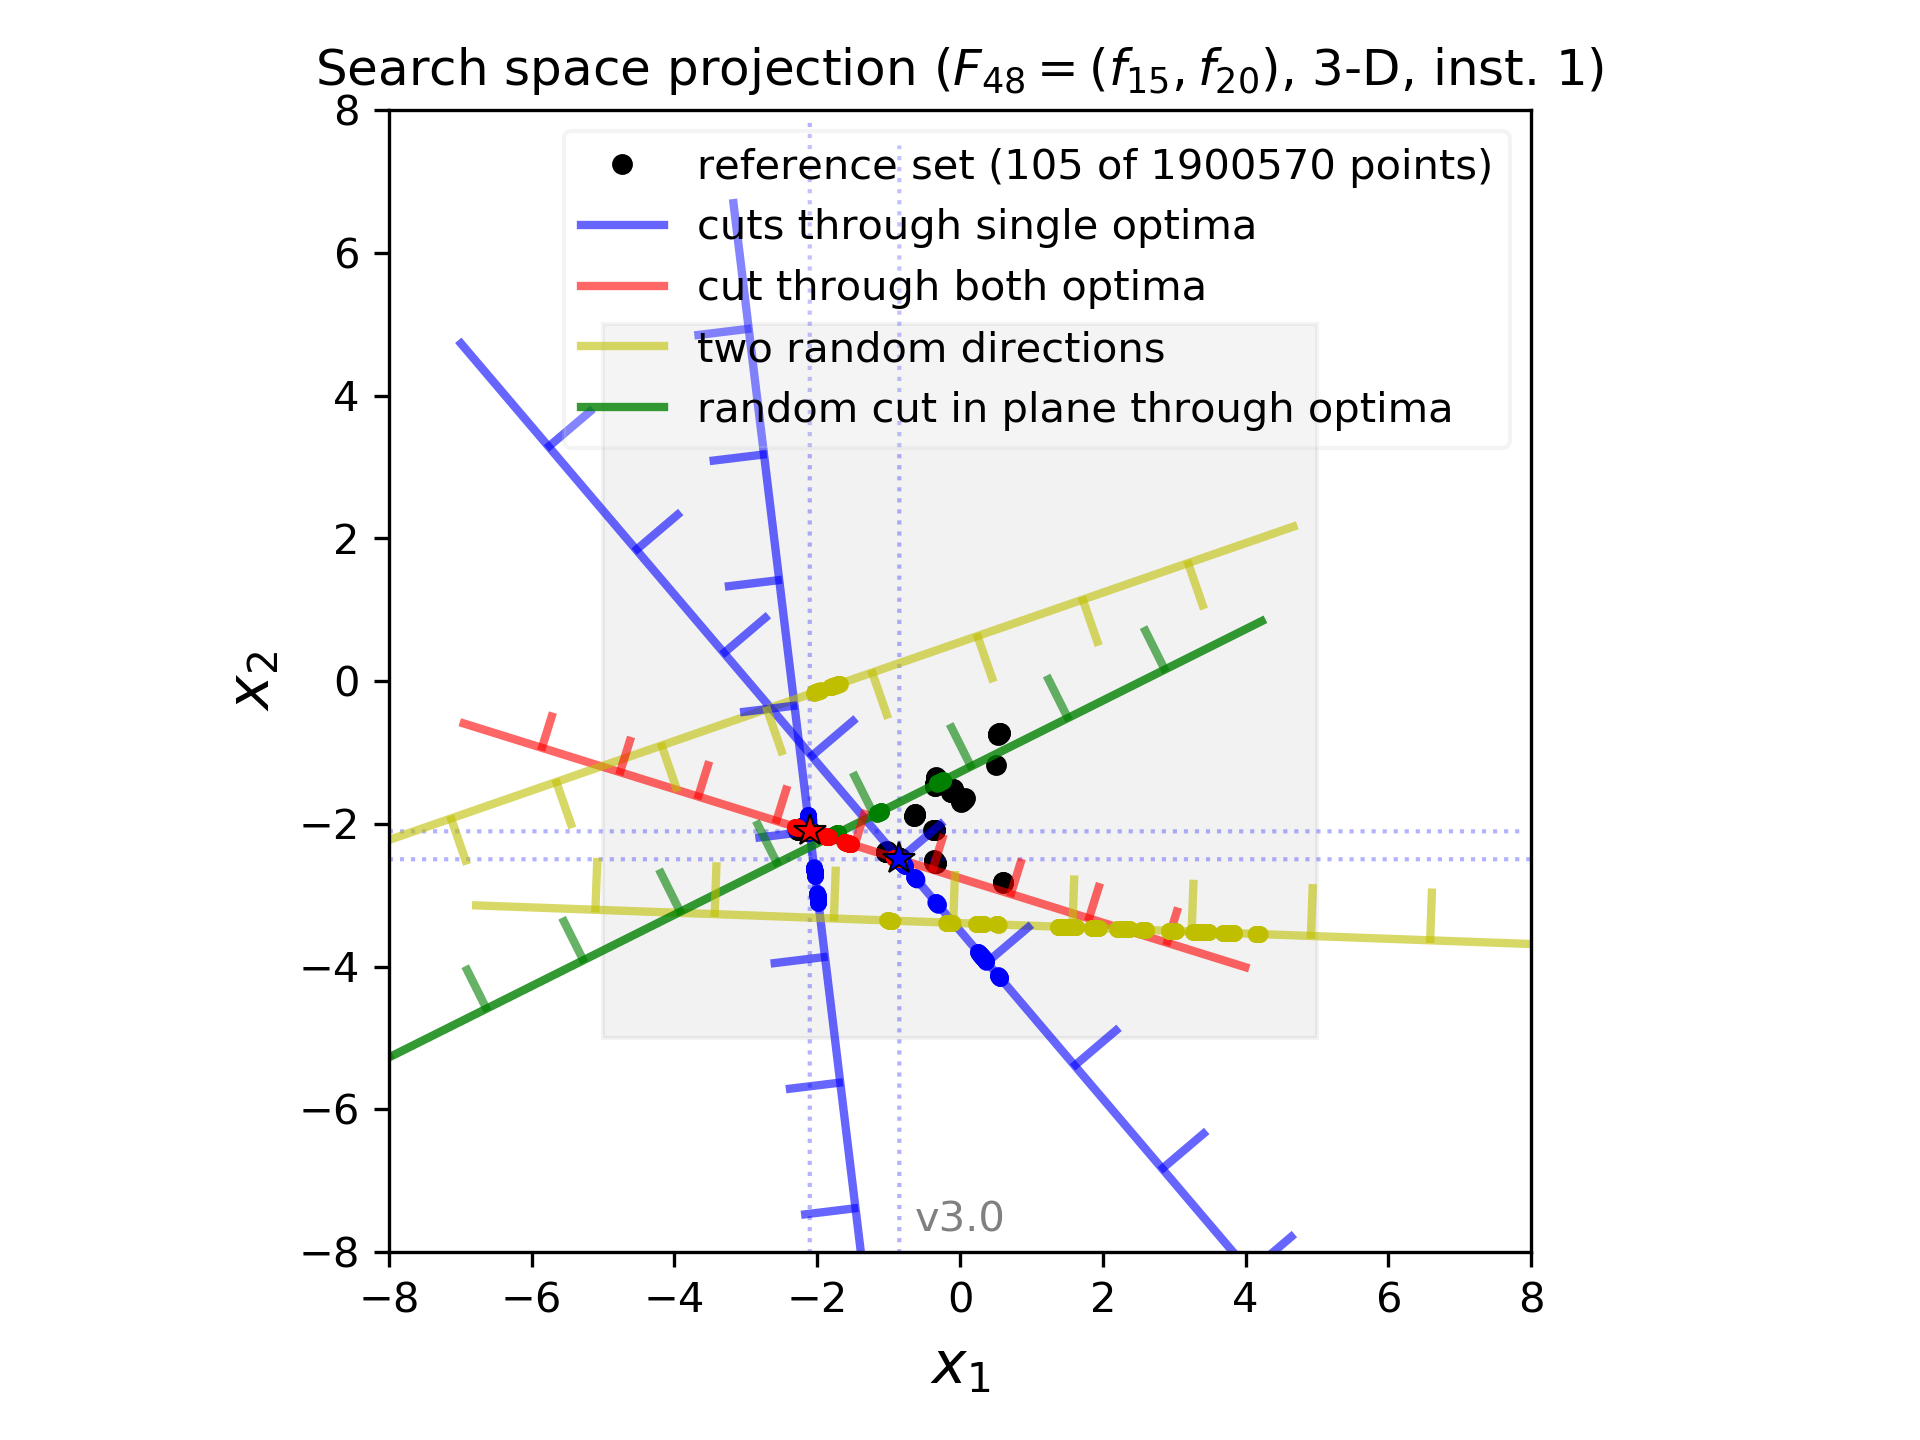 Search space projection (F48 = (f15, f20), 3-D, inst. 1)
reference set (105 of 1900570 points)
cuts through single optima
cut through both optima
two random directions
random cut in plane through optima
8
6
4
2
0
−2
−4
−6
−8
x2
v3.0
−8 −6 −4 −2 0 2 4 6 8
x1